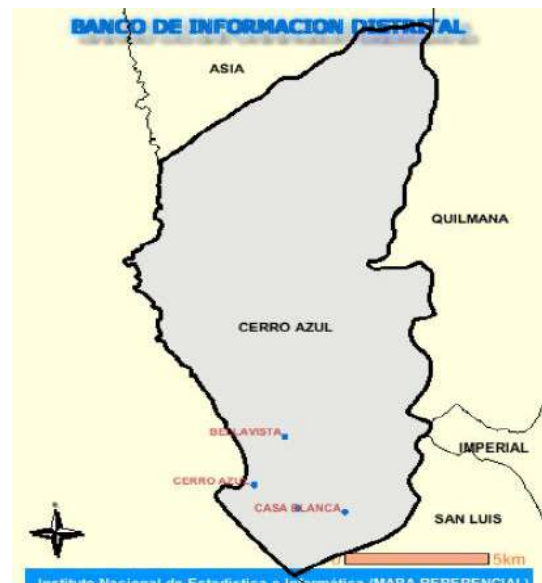 BANCO DE INFORMACION DISTRITAL
ASIA
QUILMANA
CERRO AZUL
BELLAVISTA
IMPERIAL
CERRO AZUL
CASA BLANCA
SAN LUIS
0 5km
Instituto Nacional de Estadística e Informática (MAPA REFERENCIAL)